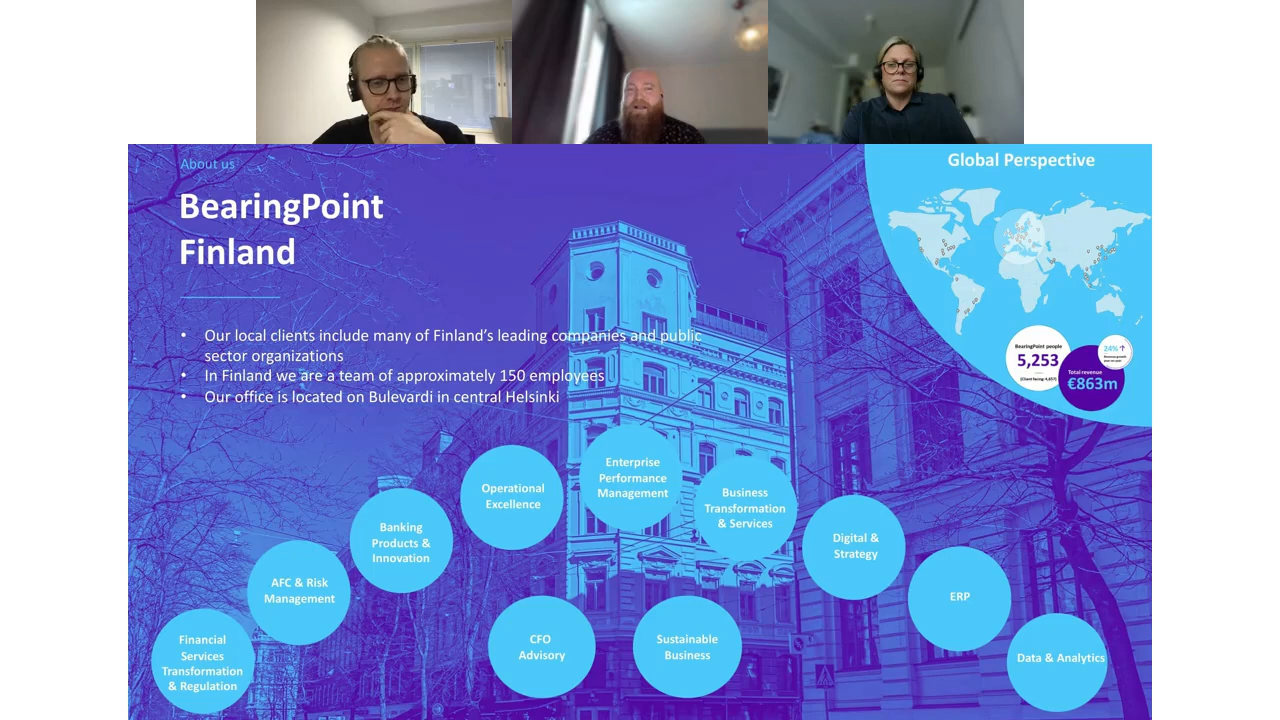 About us
BearingPoint
Finland
• Our local clients include many of Finland's leading companies and public
sector organizations
• In Finland we are a team of approximately 150 employees
• Our office is located on Bulevardi in central Helsinki
Global Perspective
BearingPoint people
5,253
24% ↑
Total revenue
€863m
Financial
Services
Transformation
& Regulation
AFC & Risk
Management
Banking
Products &
Innovation
Operational
Excellence
Enterprise
Performance
Management
Business
Transformation
& Services
Digital &
Strategy
ERP
Data & Analytics
CFO
Advisory
Sustainable
Business